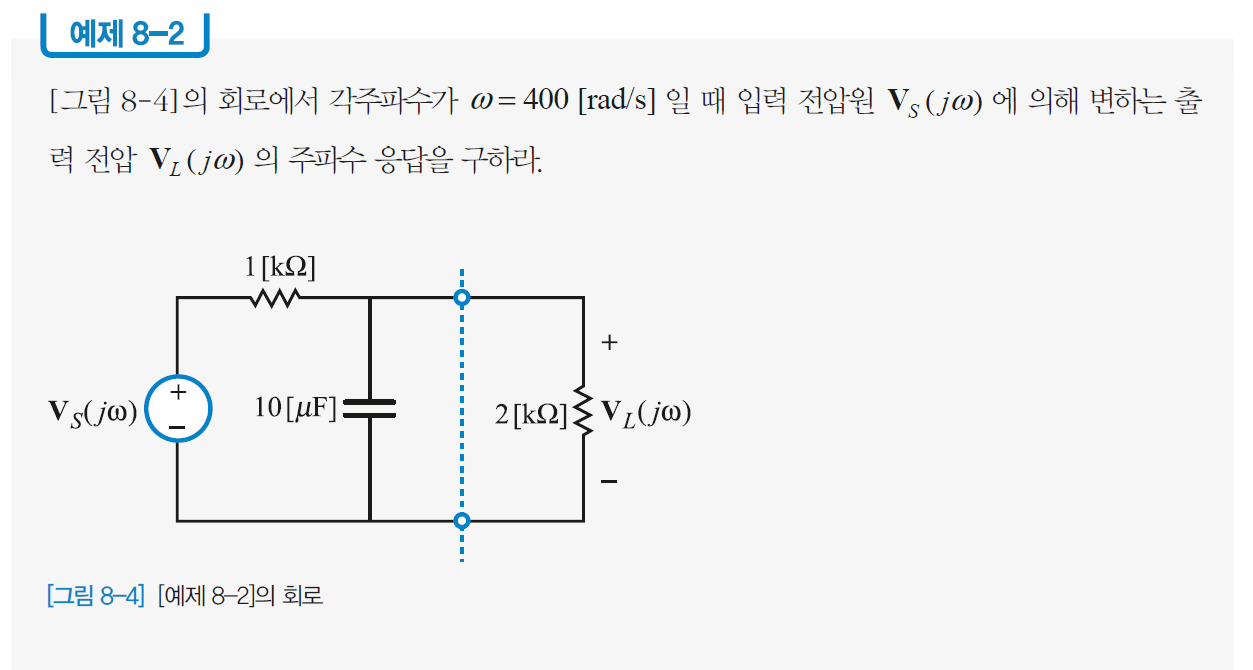 예제 8–2
[그림 8-4]의 회로에서 각주파수가 ω = 400 [rad/s] 일 때 입력 전압원 V_S(jω) 에 의해 변하는 출
력 전압 V_L(jω) 의 주파수 응답을 구하라.
1[kΩ]
+
+
V_S(jω)
10[μF]
2[kΩ]
V_L(jω)
−
−
[그림 8–4] [예제 8–2]의 회로